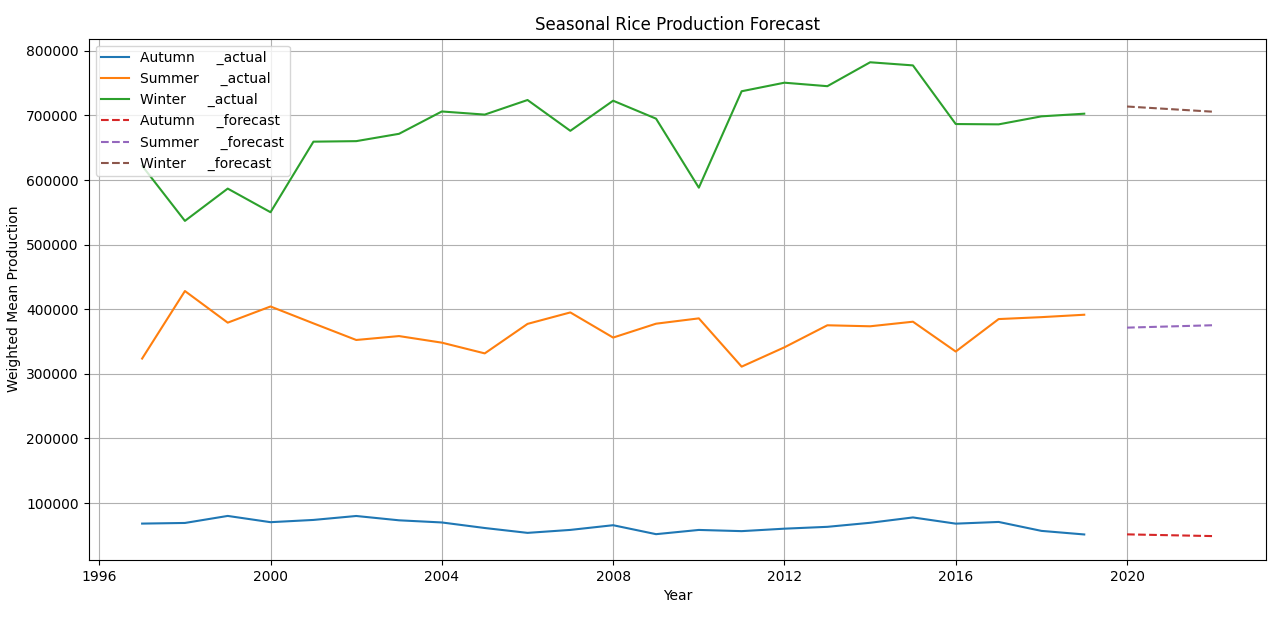 Seasonal Rice Production Forecast
Autumn     _actual
Summer     _actual
Winter     _actual
Autumn     _forecast
Summer     _forecast
Winter     _forecast
Weighted Mean Production
800000
700000
600000
500000
400000
300000
200000
100000
1996
2000
2004
2008
2012
2016
2020
Year